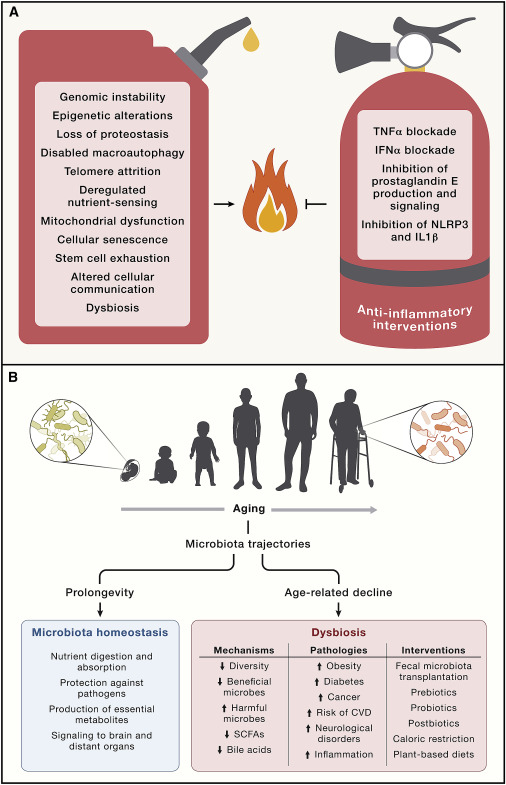 A
Genomic instability
Epigenetic alterations
Loss of proteostasis
Disabled macroautophagy
Telomere attrition
Deregulated
nutrient-sensing
Mitochondrial dysfunction
Cellular senescence
Stem cell exhaustion
Altered cellular
communication
Dysbiosis
TNFα blockade
IFNα blockade
Inhibition of
prostaglandin E
production and
signaling
Inhibition of NLRP3
and IL1β
Anti-inflammatory
interventions
B
Aging
Microbiota trajectories
Prolongevity
Age-related decline
Microbiota homeostasis
Nutrient digestion and
absorption
Protection against
pathogens
Production of essential
metabolites
Signaling to brain and
distant organs
Dysbiosis
Mechanisms
⬇ Diversity
⬇ Beneficial
microbes
⬆ Harmful
microbes
⬇ SCFAs
⬇ Bile acids
Pathologies
⬆ Obesity
⬆ Diabetes
⬆ Cancer
⬆ Risk of CVD
⬆ Neurological
disorders
⬆ Inflammation
Interventions
Fecal microbiota
transplantation
Prebiotics
Probiotics
Postbiotics
Caloric restriction
Plant-based diets